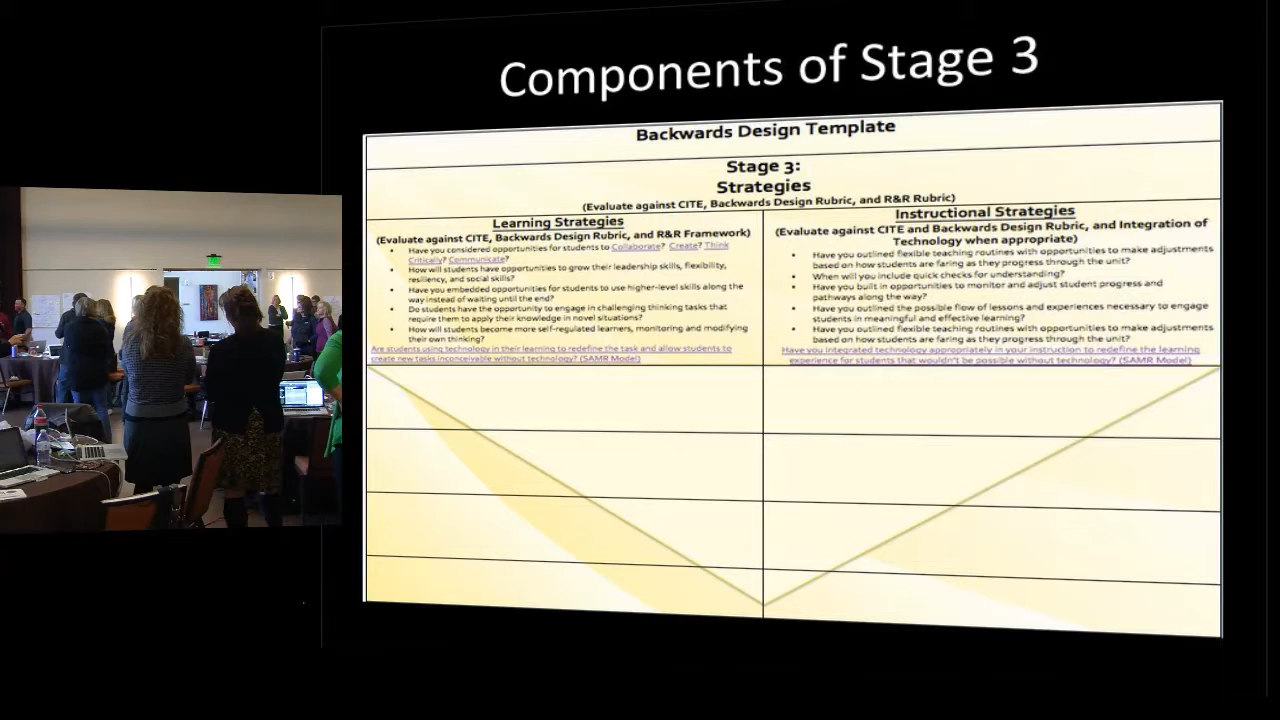 Components of Stage 3
Backwards Design Template
Stage 3:
Strategies
(Evaluate against CITE, Backwards Design Rubric, and R&R Rubric)
Learning Strategies
(Evaluate against CITE, Backwards Design Rubric, and R&R Framework)
Have you considered opportunities for students to Collaborate? Create? Think
Critically? Communicate?
How will students have opportunities to grow their leadership skills, flexibility,
resiliency, and social skills?
Have you embedded opportunities for students to use higher-level skills along the
way instead of waiting until the end?
Do students have the opportunity to engage in challenging thinking tasks that
require them to apply their knowledge in novel situations?
How will students become more self-regulated learners, monitoring and modifying
their own thinking?
Are students using technology in their learning to redefine the task and allow students to
create new tasks inconceivable without technology? (SAMR Model)
Instructional Strategies
(Evaluate against CITE and Backwards Design Rubric, and Integration of
Technology when appropriate)
Have you outlined flexible teaching routines with opportunities to make adjustments
based on how students are faring as they progress through the unit?
When will you include quick checks for understanding?
Have you built in opportunities to monitor and adjust student progress and
pathways along the way?
Have you outlined the possible flow of lessons and experiences necessary to engage
students in meaningful and effective learning?
Have you outlined flexible teaching routines with opportunities to make adjustments
based on how students are faring as they progress through the unit?
Have you integrated technology appropriately in your instruction to redefine the learning
experience for students that wouldn't be possible without technology? (SAMR Model)